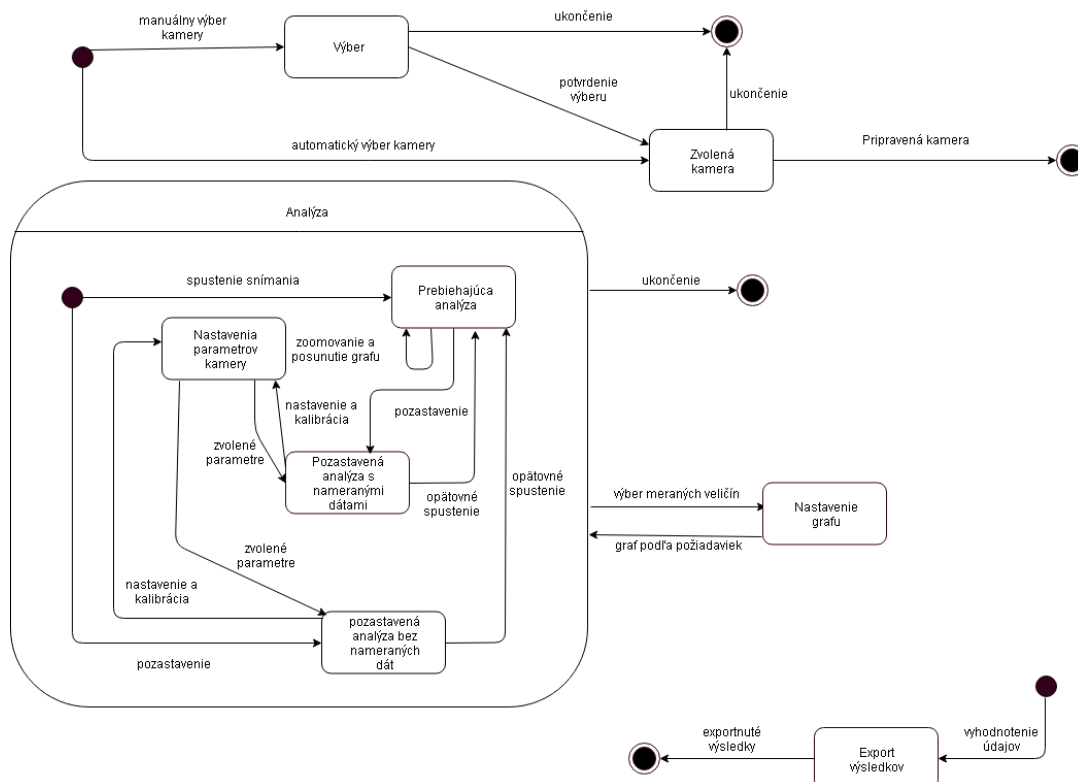 manuálny výber
kamery
Výber
ukončenie
potvrdenie
výberu
ukončenie
automatický výber kamery
Zvolená
kamera
Pripravená kamera
Analýza
spustenie snímania
Prebiehajúca
analýza
ukončenie
Nastavenia
parametrov
kamery
zoomovanie a
posunutie grafu
nastavenie a
kalibrácia
pozastavenie
zvolené
parametre
Pozastavená
analýza s
nameranými
dátami
opätovné
spustenie
opätovné
spustenie
výber meraných veličín
Nastavenie
grafu
graf podľa požiadaviek
zvolené
parametre
nastavenie a
kalibrácia
pozastavená
analýza bez
nameraných
dát
pozastavenie
exportnuté
výsledky
Export
výsledkov
vyhodnotenie
údajov